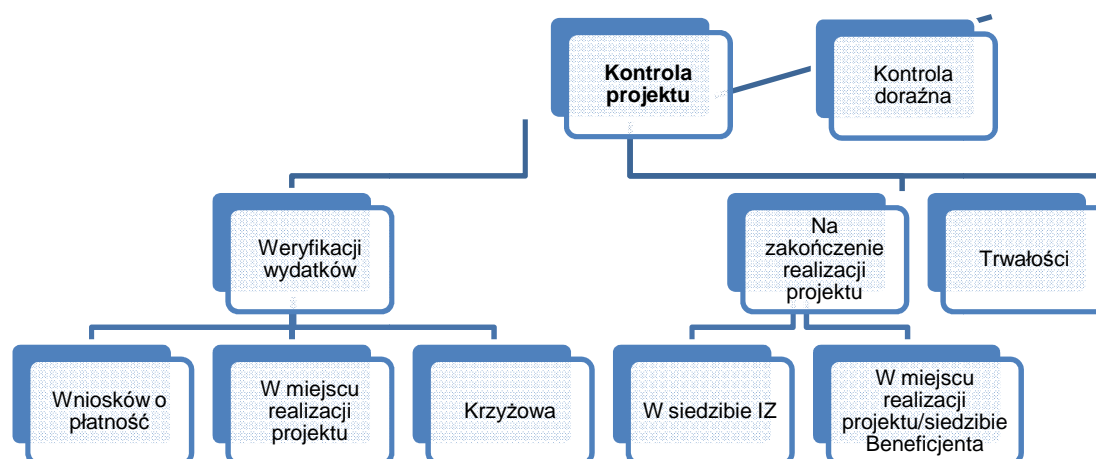 Kontrola
projektu
Kontrola
doraźna
Weryfikacji
wydatków
Na
zakończenie
realizacji
projektu
Trwałości
Wniosków o
płatność
W miejscu
realizacji
projektu
Krzyżowa
W siedzibie IZ
W miejscu
realizacji
projektu/siedzibie
Beneficjenta